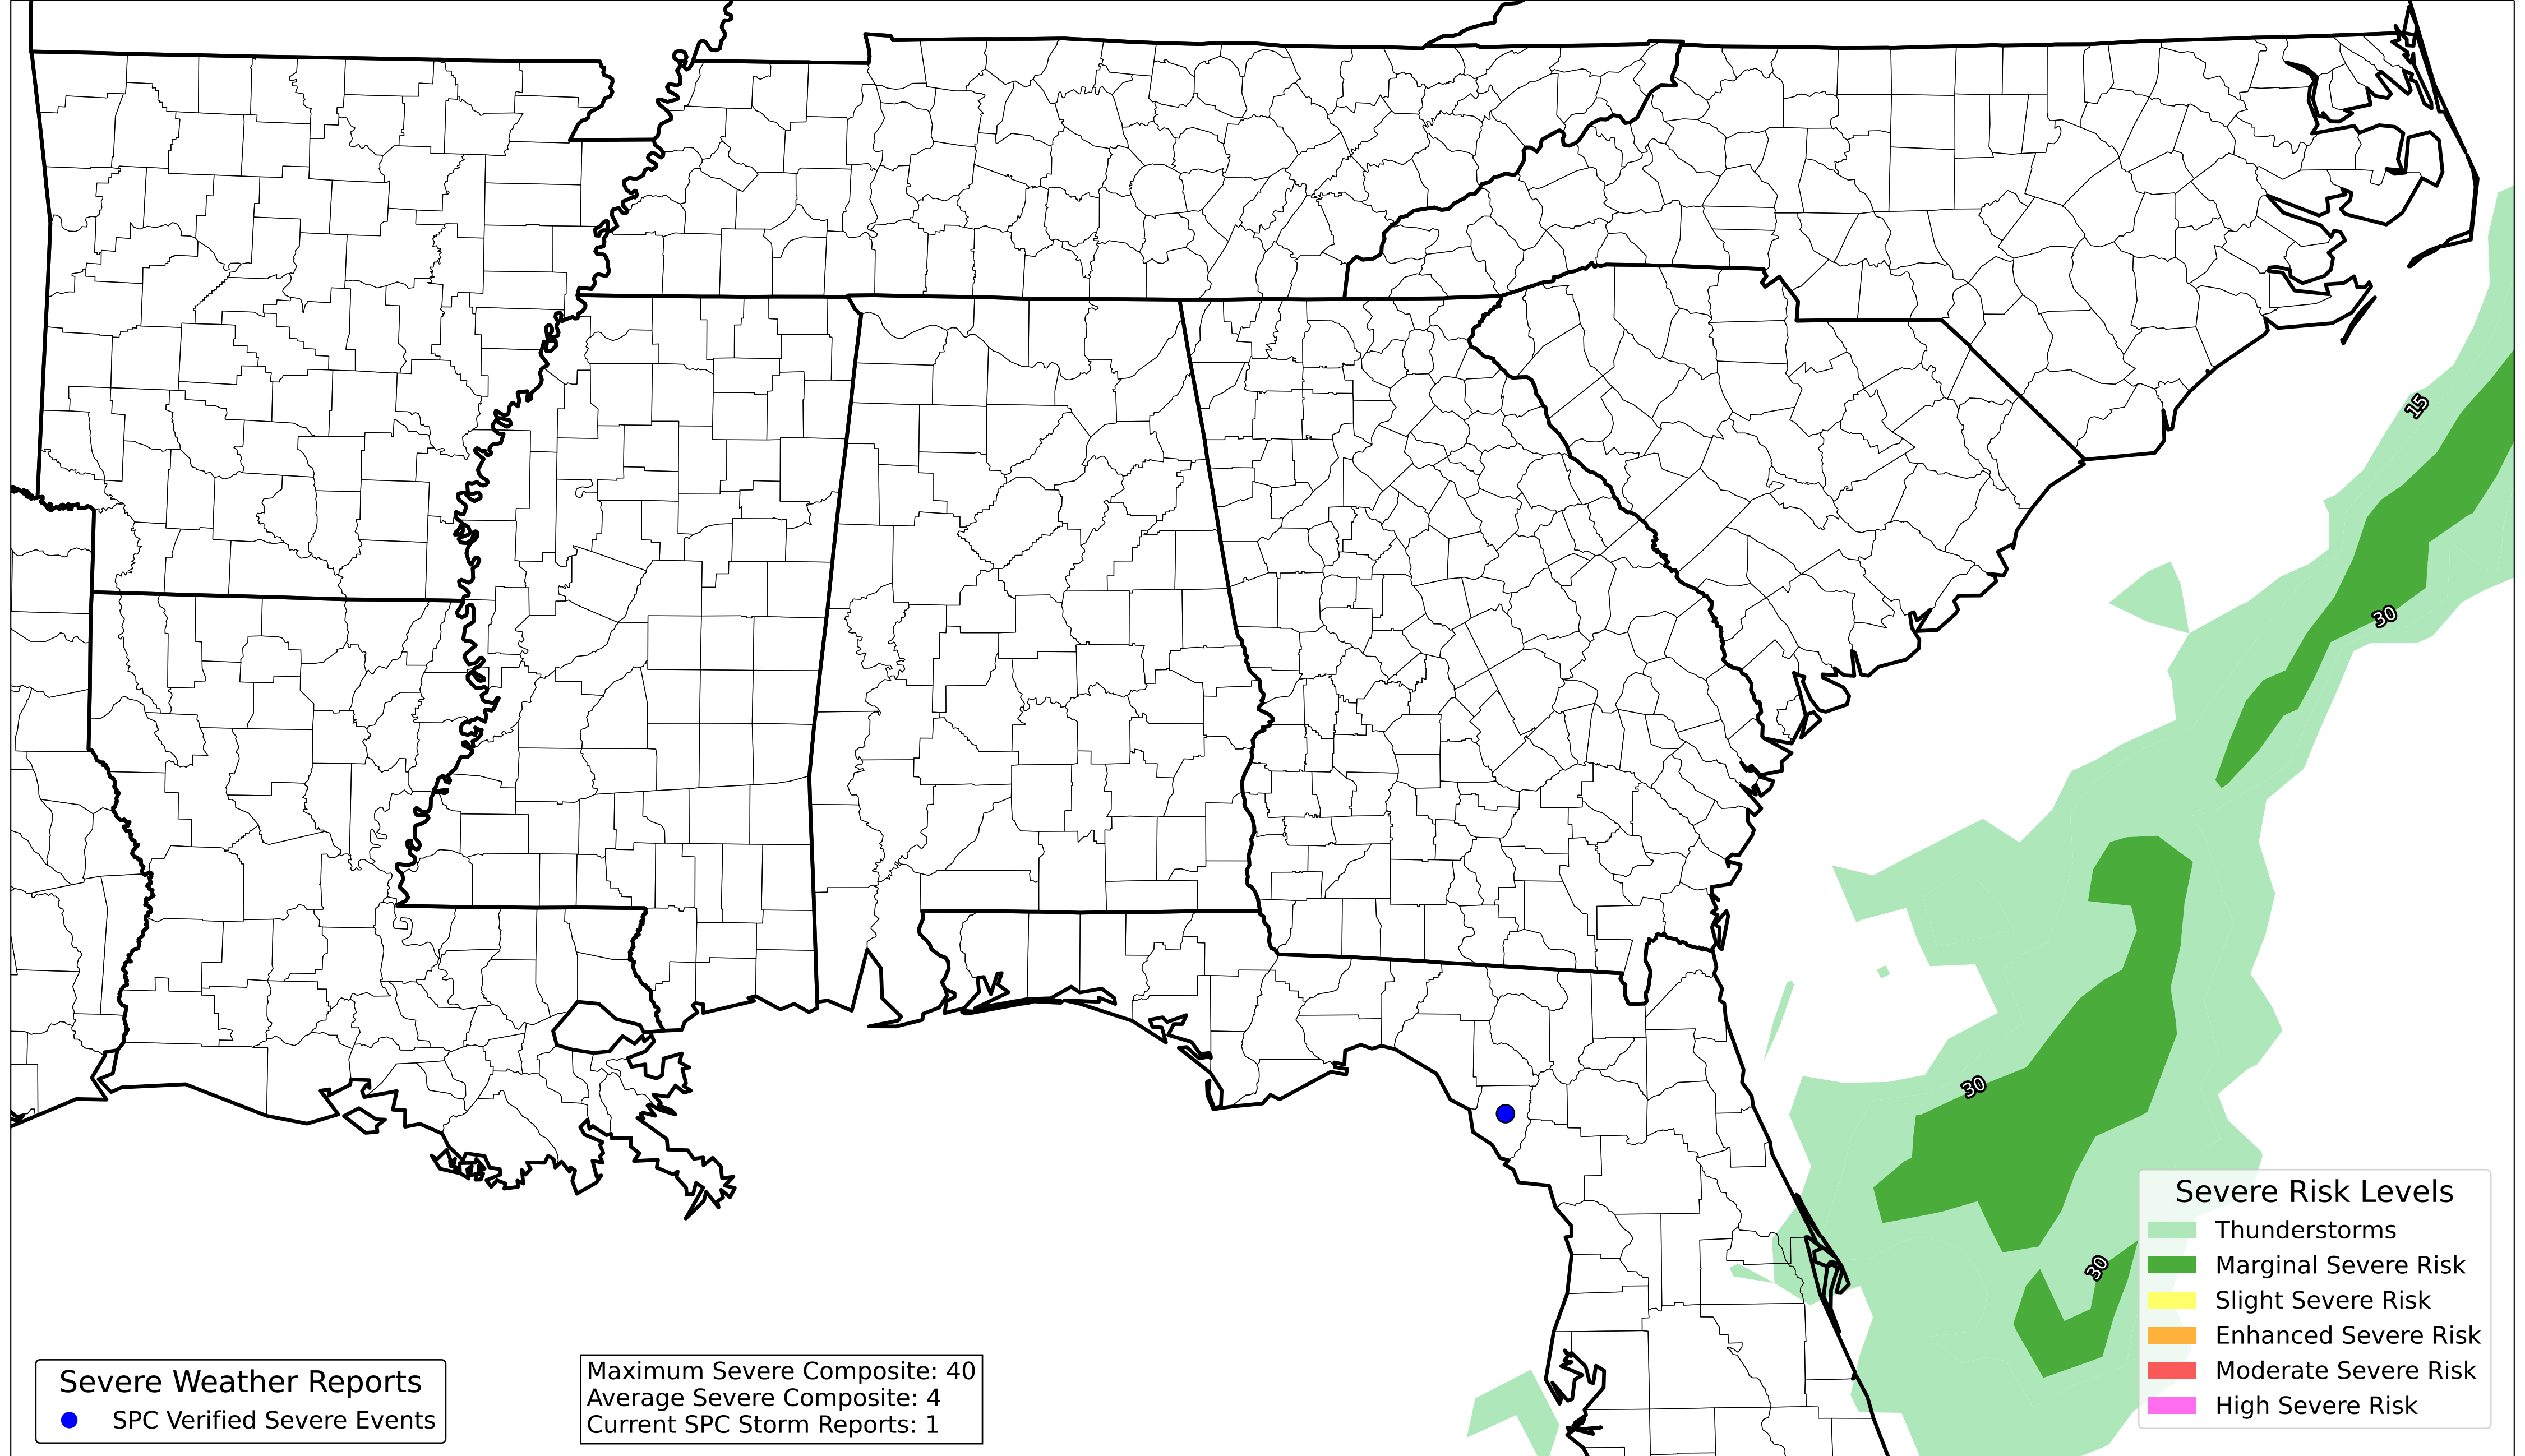 15
30
30
30
Severe Risk Levels
Thunderstorms
Marginal Severe Risk
Slight Severe Risk
Enhanced Severe Risk
Moderate Severe Risk
High Severe Risk
Severe Weather Reports
SPC Verified Severe Events
Maximum Severe Composite: 40
Average Severe Composite: 4
Current SPC Storm Reports: 1